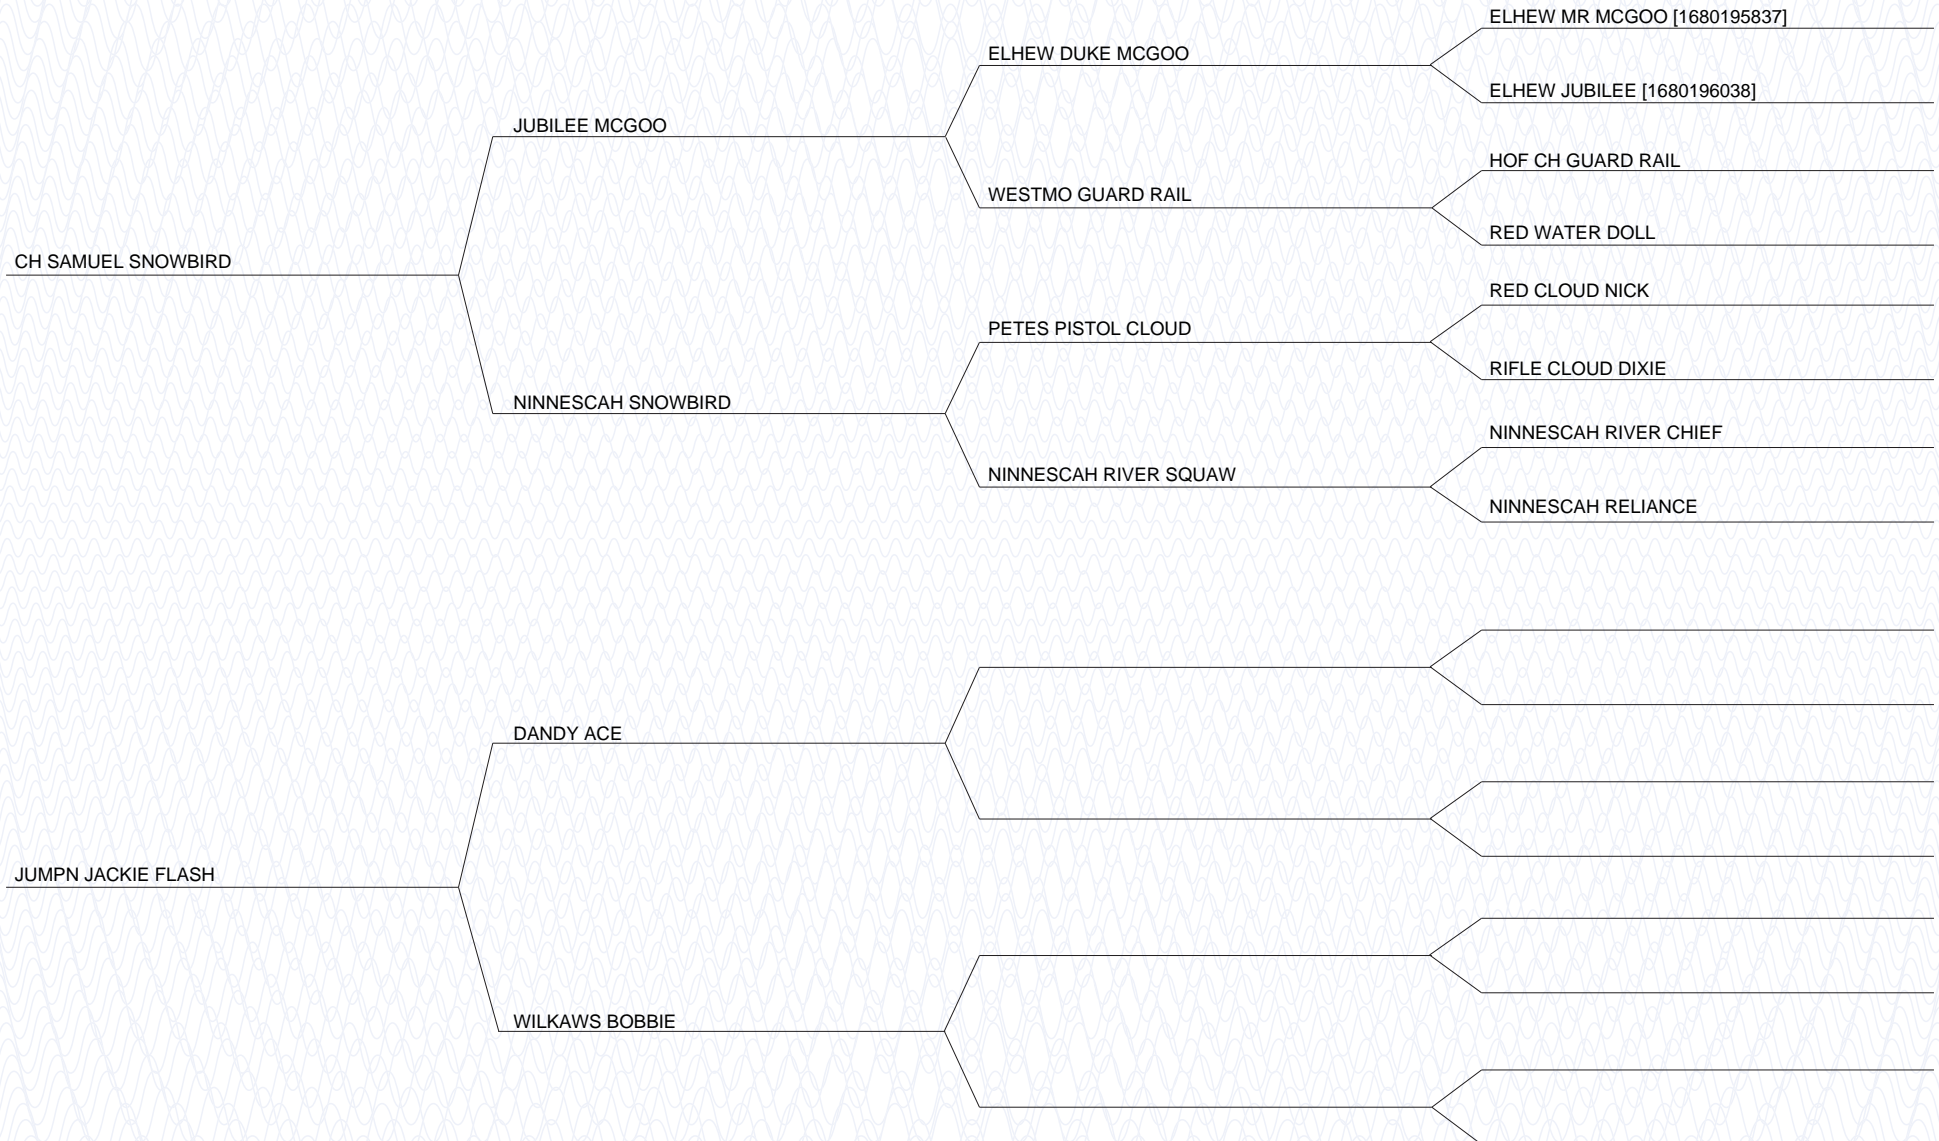 ELHEW MR MCGOO [1680195837]
ELHEW DUKE MCGOO
ELHEW JUBILEE [1680196038]
JUBILEE MCGOO
HOF CH GUARD RAIL
WESTMO GUARD RAIL
RED WATER DOLL
CH SAMUEL SNOWBIRD
RED CLOUD NICK
PETES PISTOL CLOUD
RIFLE CLOUD DIXIE
NINNESCAH SNOWBIRD
NINNESCAH RIVER CHIEF
NINNESCAH RIVER SQUAW
NINNESCAH RELIANCE
DANDY ACE
JUMPN JACKIE FLASH
WILKAWS BOBBIE